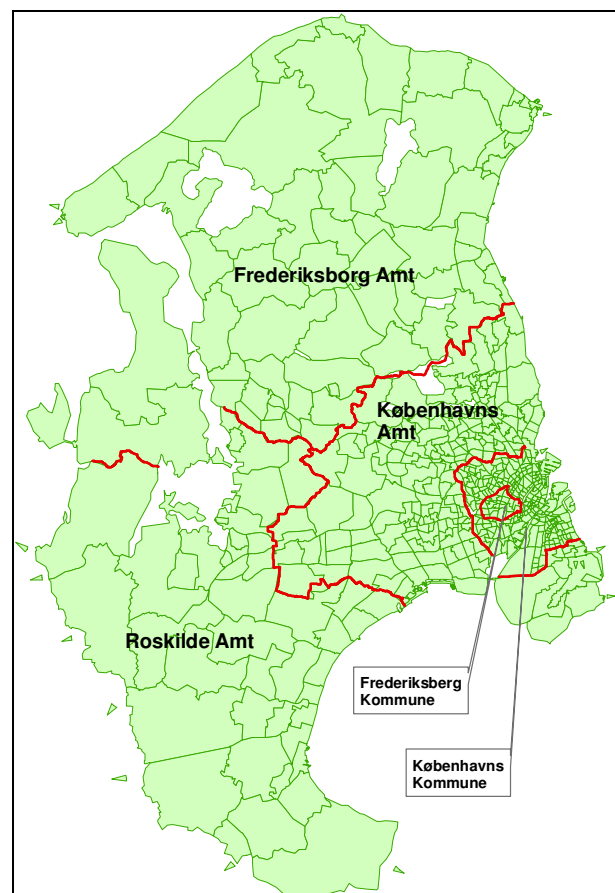 Frederiksborg Amt
Københavns
Amt
Roskilde Amt
Frederiksberg
Kommune
Københavns
Kommune